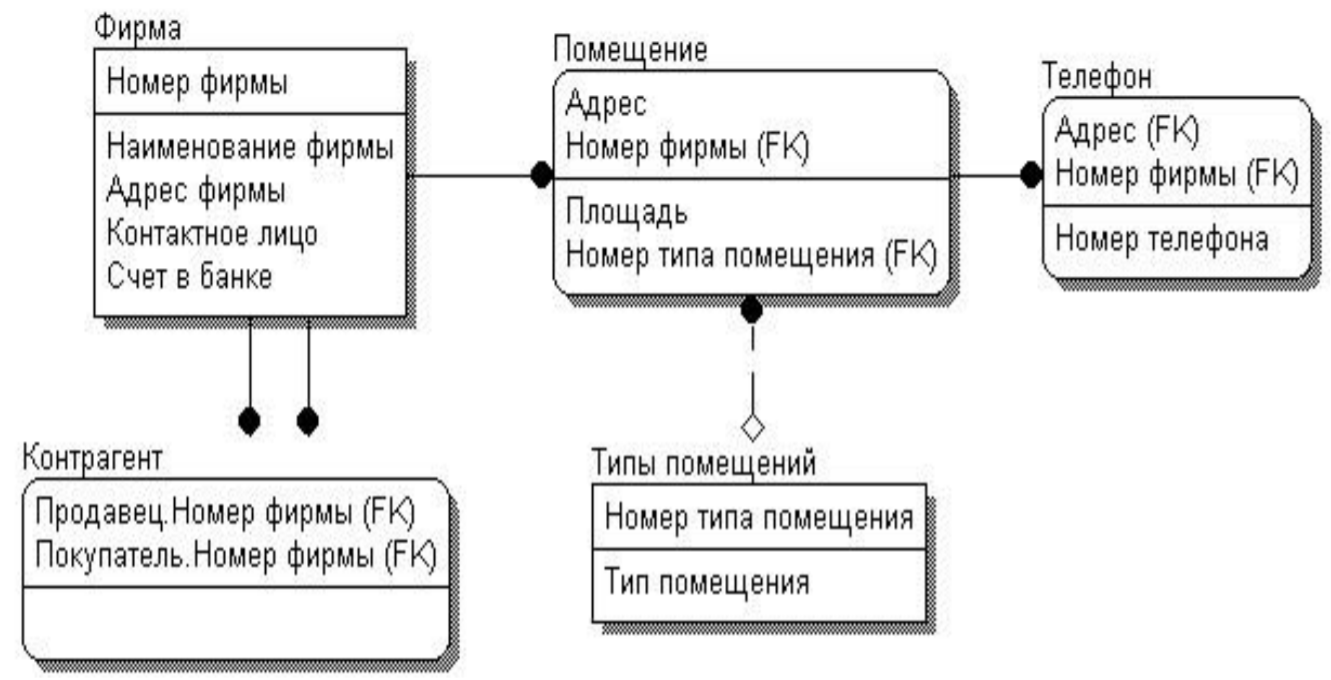 Фирма
Номер фирмы
Наименование фирмы
Адрес фирмы
Контактное лицо
Счет в банке
Помещение
Адрес
Номер фирмы (FK)
Площадь
Номер типа помещения (FK)
Телефон
Адрес (FK)
Номер фирмы (FK)
Номер телефона
Контрагент
Продавец.Номер фирмы (FK)
Покупатель.Номер фирмы (FK)
Типы помещений
Номер типа помещения
Тип помещения